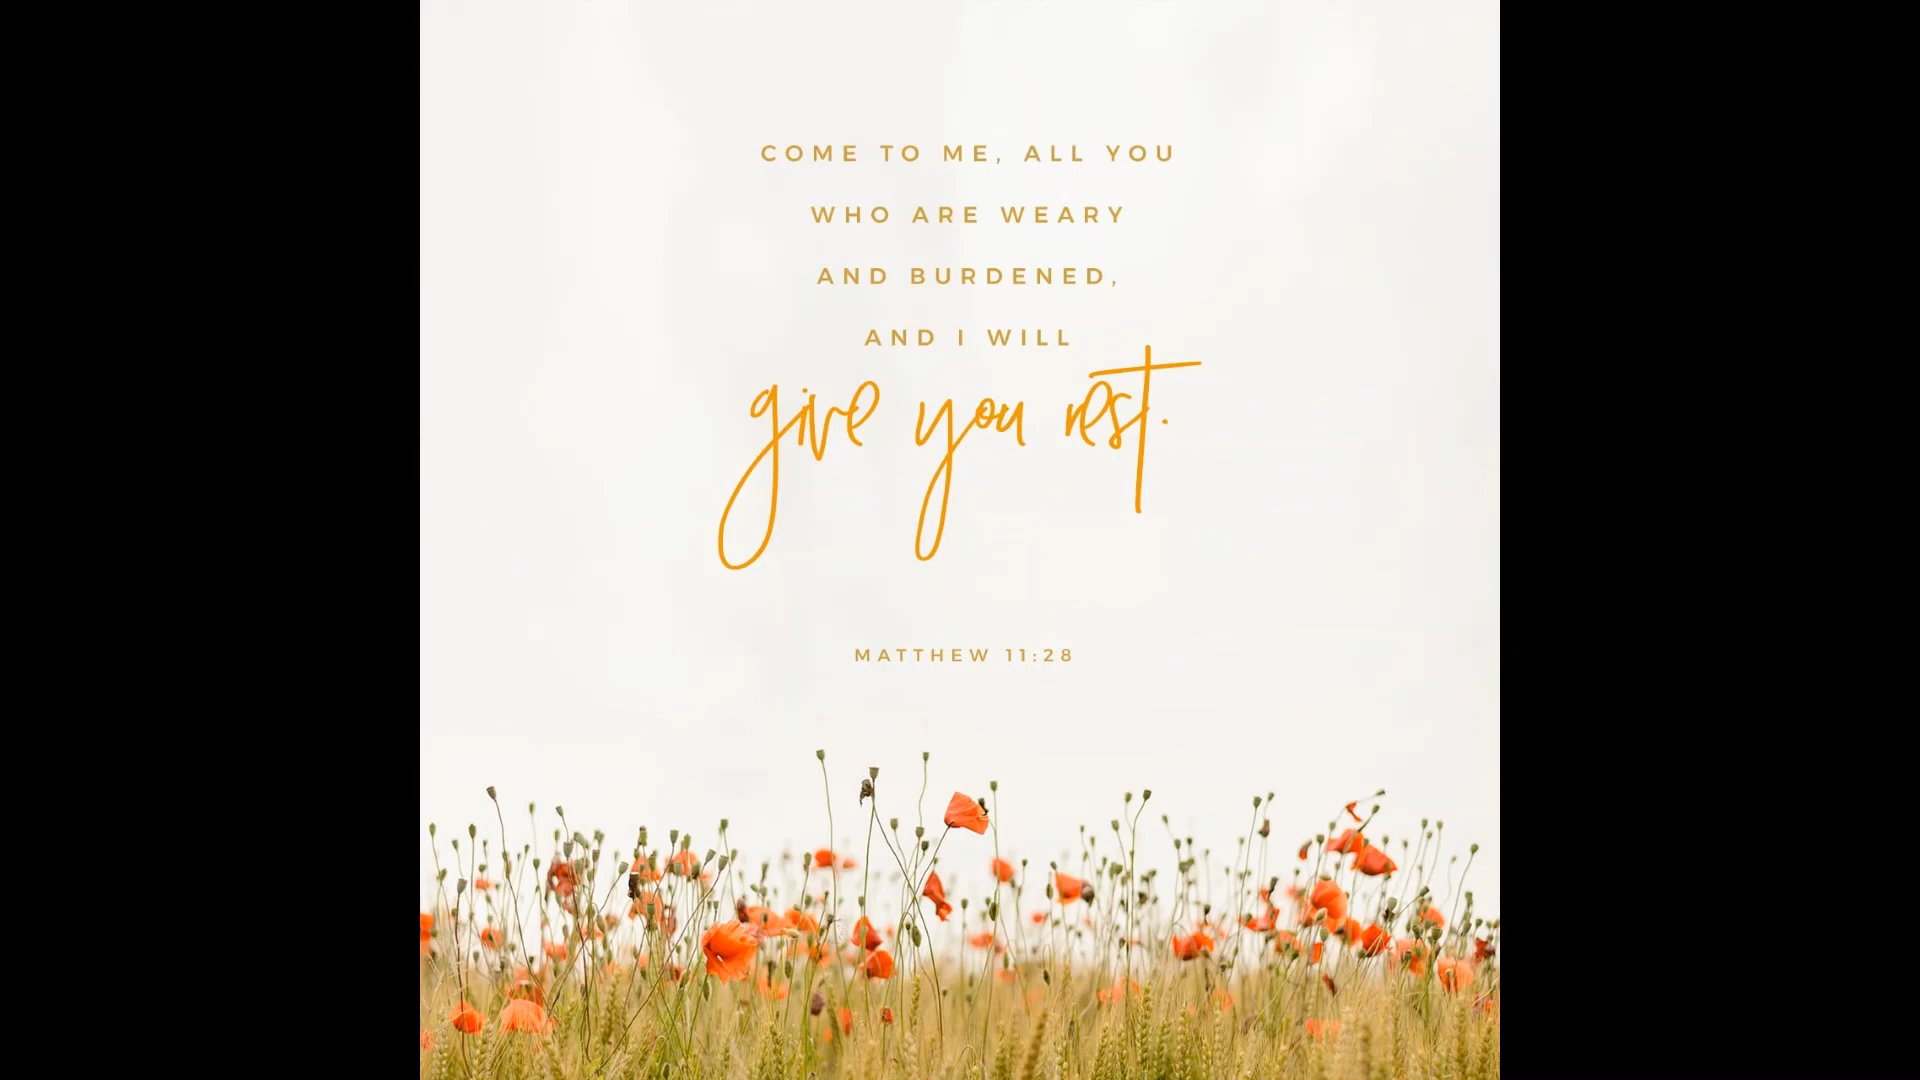 COME TO ME, ALL YOU
WHO ARE WEARY
AND BURDENED,
AND I WILL
give you rest.
MATTHEW 11:28